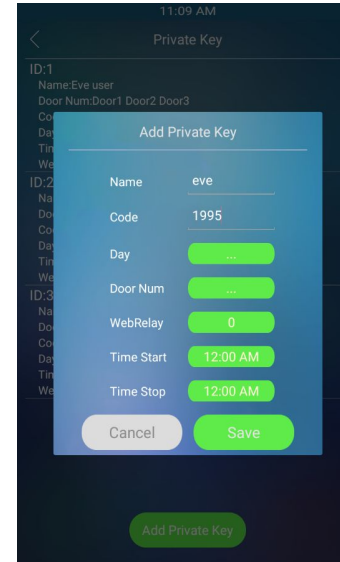 11:09 AM
Private Key
ID:1
Name:Eve user
Door Num:Door1 Door2 Door3
Add Private Key
ID:2
ID:3
Name eve
Code 1995
Day ...
Door Num ...
WebRelay 0
Time Start 12:00 AM
Time Stop 12:00 AM
Cancel Save
Add Private Key